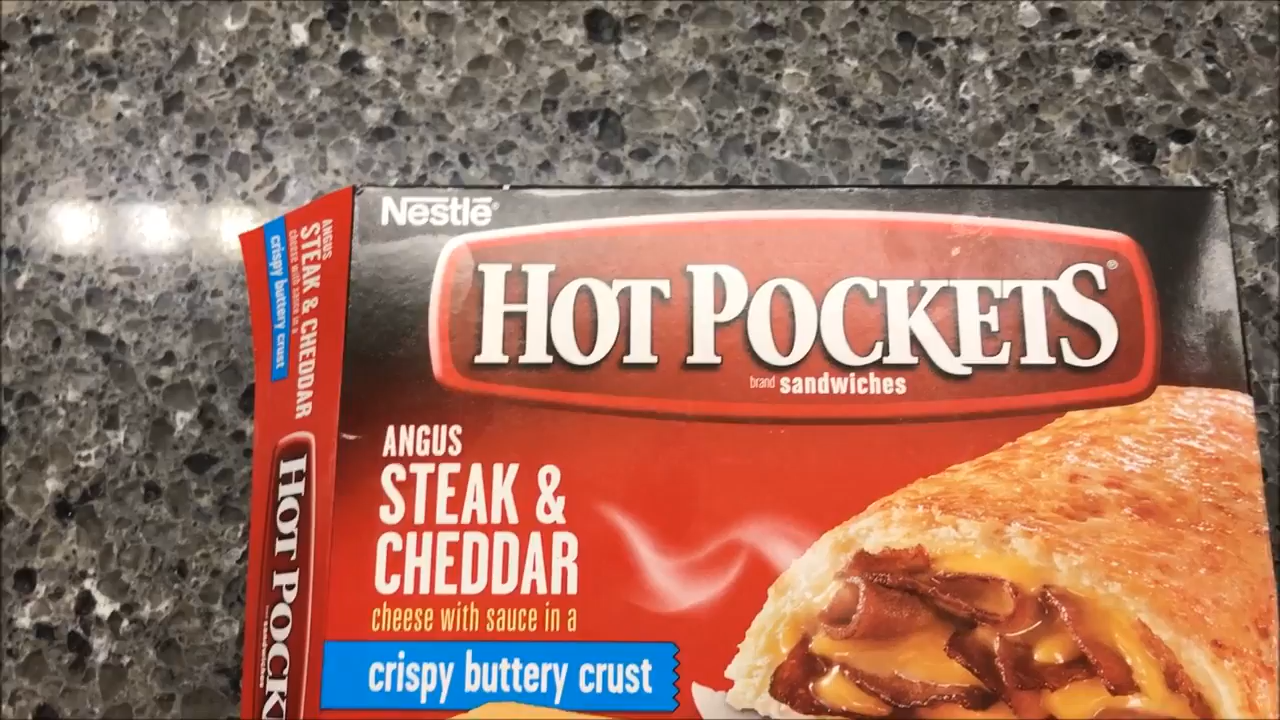 Nestlé®
HOT POCKETS®
brand sandwiches
ANGUS
STEAK &
CHEDDAR
cheese with sauce in a
crispy buttery crust
ANGUS
STEAK & CHEDDAR
cheese with sauce in a
crispy buttery crust
HOT POCK